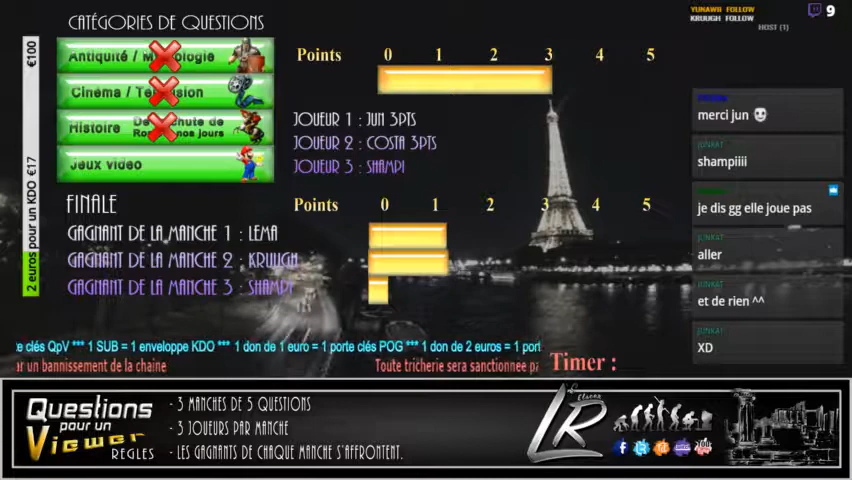 CATÉGORIES DE QUESTIONS
Antiquité / M
Cinéma / Té
Histoire De
jours
Jeux vidéo
€100
2 euros pour un KDO €17
Points 0 1 2 3 4 5
JOUEUR 1 : JUN 3PTS
JOUEUR 2 : COSTA 3PTS
JOUEUR 3 : SHAMPI
FINALE
Points 0 1 2 3 4 5
GAGNANT DE LA MANCHE 1 : LEMA
GAGNANT DE LA MANCHE 2 : KRUUGH
GAGNANT DE LA MANCHE 3 : SHAMPI
te clés QpV *** 1 SUB = 1 enveloppe KDO *** 1 don de 1 euro = 1 porte clés POG *** 1 don de 2 euros = 1 port
ar un bannissement de la chaine
Toute tricherie sera sanctionnee pa
Timer :
YUNAWA FOLLOW
KRUUGH FOLLOW
HOST (1)
9
merci jun
JUNKAT
shampiiii
je dis gg elle joue pas
JUNKAT
aller
JUNKAT
et de rien ^^
JUNKAT
XD
Questions
pour un
Viewer
REGLES
- 3 MANCHES DE 5 QUESTIONS
- 3 JOUEURS PAR MANCHE
- LES GAGNANTS DE CHAQUE MANCHE S'AFFRONTENT.
LR